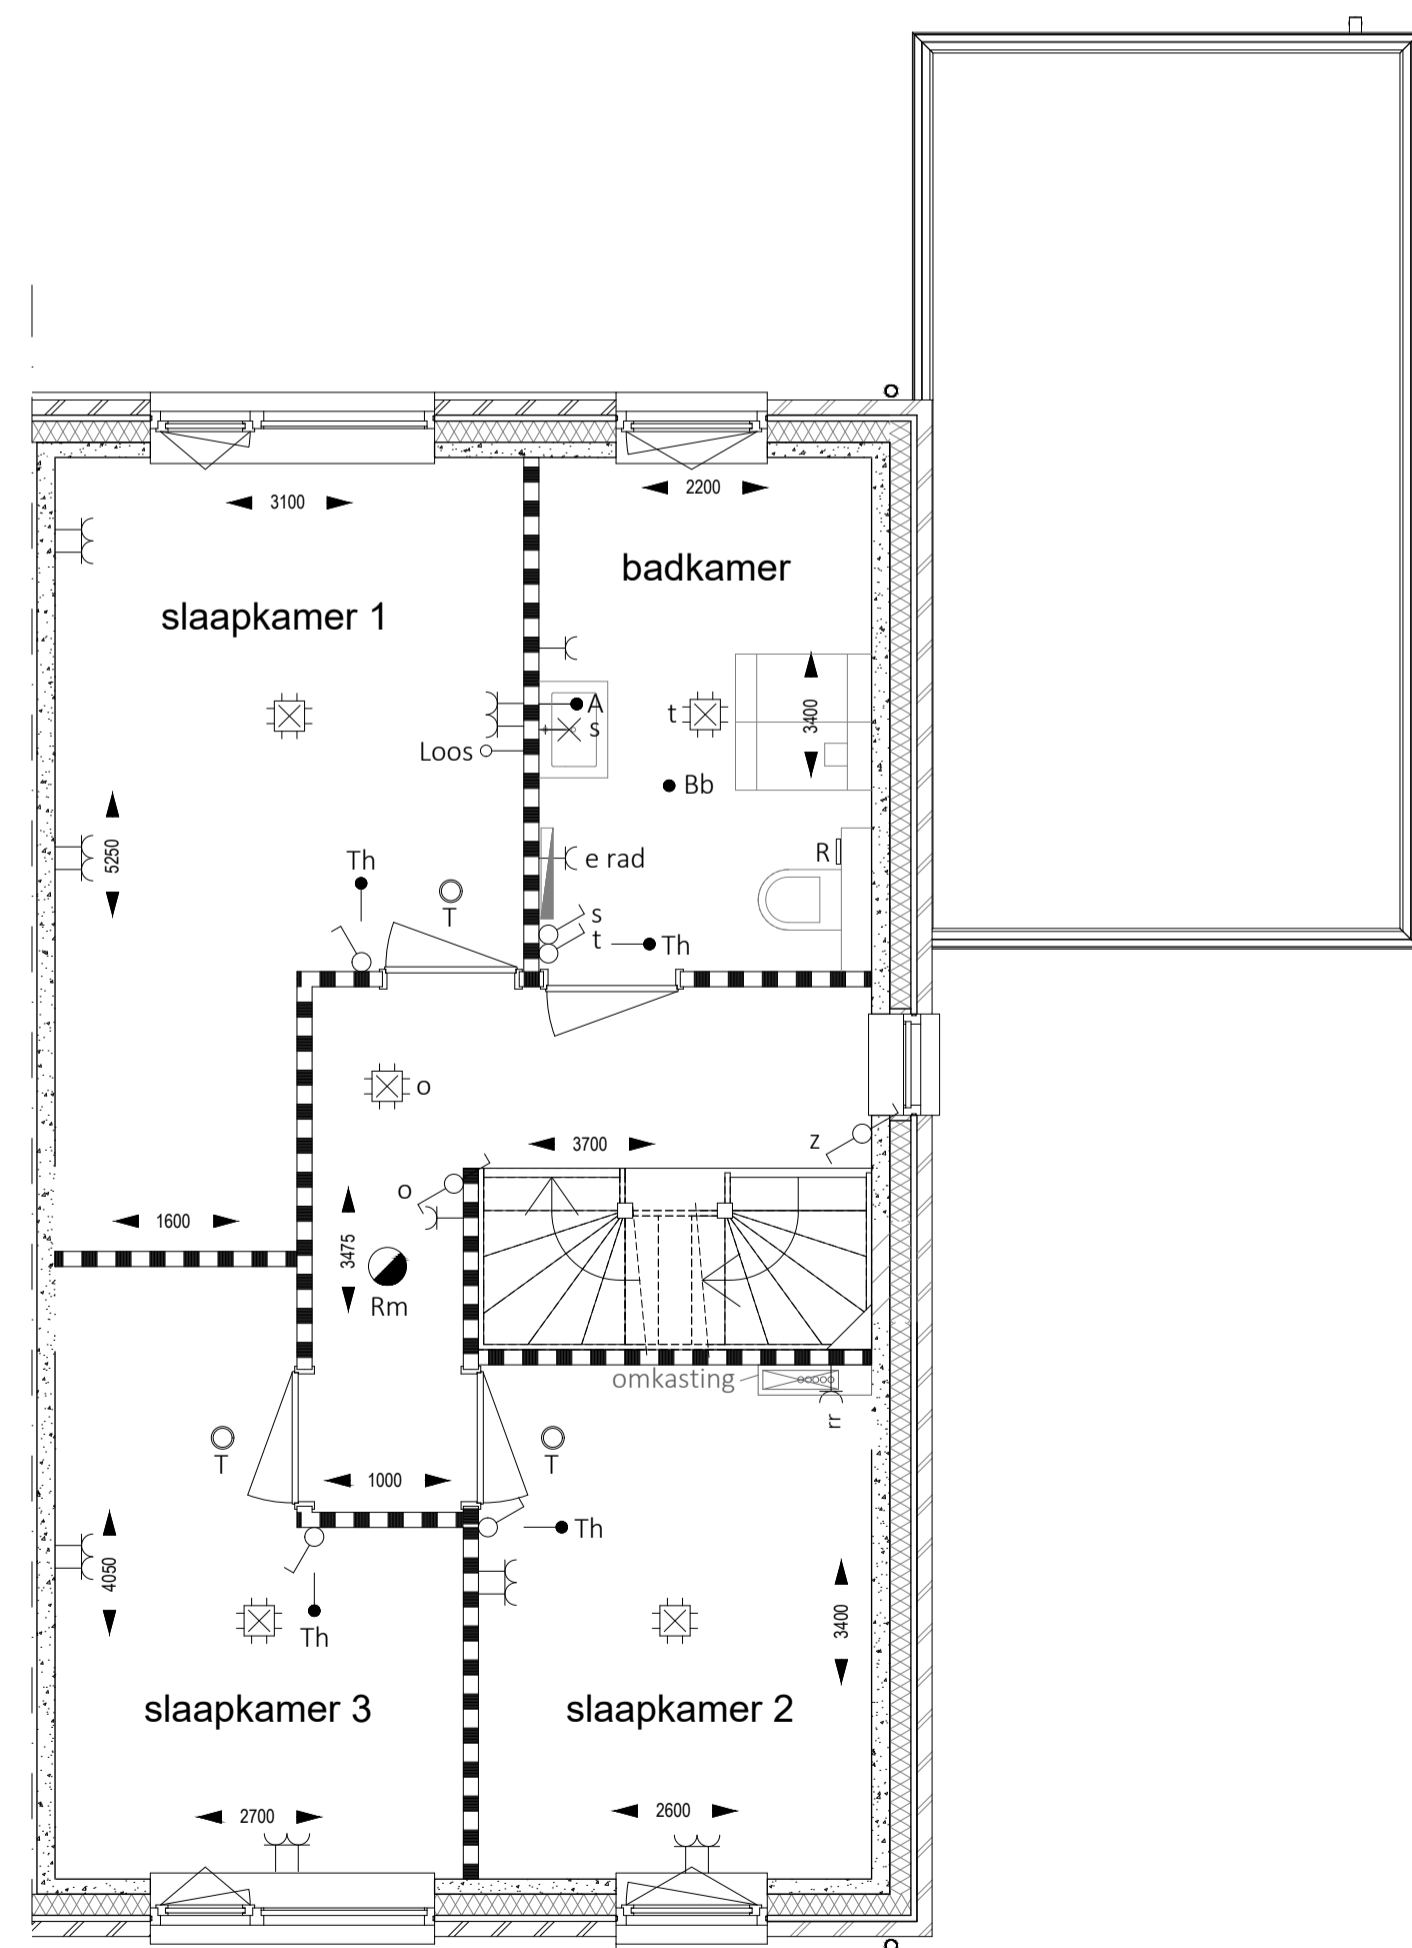 3100
2200
badkamer
slaapkamer 1
A
s
t
3400
Loos
Bb
5250
Th
T
e rad
R
s
t
Th
o
3700
z
o
1600
3475
Rm
omkasting
rr
T
T
1000
Th
4050
Th
3400
slaapkamer 3
slaapkamer 2
2700
2600